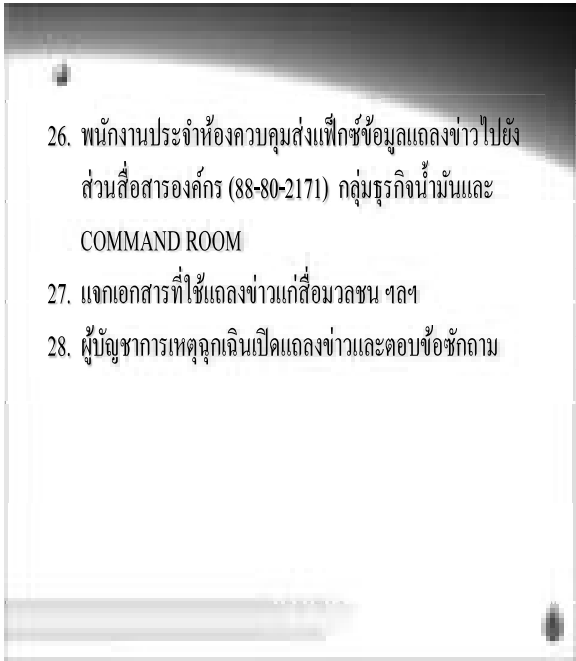 26. พนักงานประจำห้องควบคุมส่งแฟ็กซ์ข้อมูลแถลงข่าวไปยัง
ส่วนสื่อสารองค์กร (88-80-2171) กลุ่มธุรกิจน้ำมันและ
COMMAND ROOM
27. แจกเอกสารที่ใช้แถลงข่าวแก่สื่อมวลชน ฯลฯ
28. ผู้บัญชาการเหตุฉุกเฉินเปิดแถลงข่าวและตอบข้อซักถาม